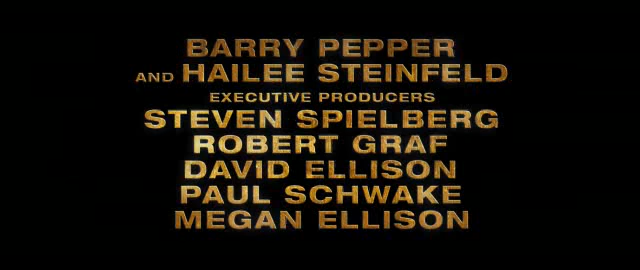 BARRY PEPPER
AND HAILEE STEINFELD
EXECUTIVE PRODUCERS
STEVEN SPIELBERG
ROBERT GRAF
DAVID ELLISON
PAUL SCHWAKE
MEGAN ELLISON